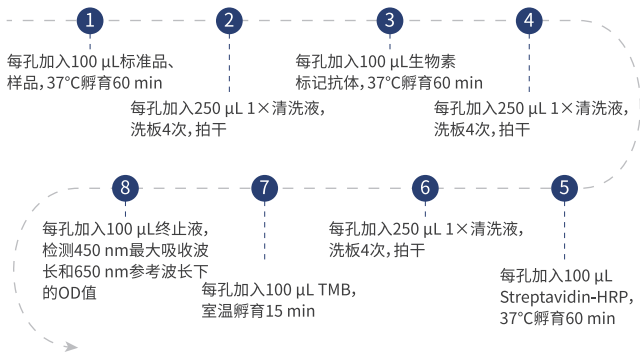 1
每孔加入100 μL标准品、
样品,37℃孵育60 min
2
每孔加入250 μL 1×清洗液,
洗板4次,拍干
3
每孔加入100 μL生物素
标记抗体,37℃孵育60 min
4
每孔加入250 μL 1×清洗液,
洗板4次,拍干
5
每孔加入100 μL
Streptavidin-HRP,
37℃孵育60 min
6
每孔加入250 μL 1×清洗液,
洗板4次,拍干
7
每孔加入100 μL TMB,
室温孵育15 min
8
每孔加入100 μL终止液,
检测450 nm最大吸收波
长和650 nm参考波长下
的OD值